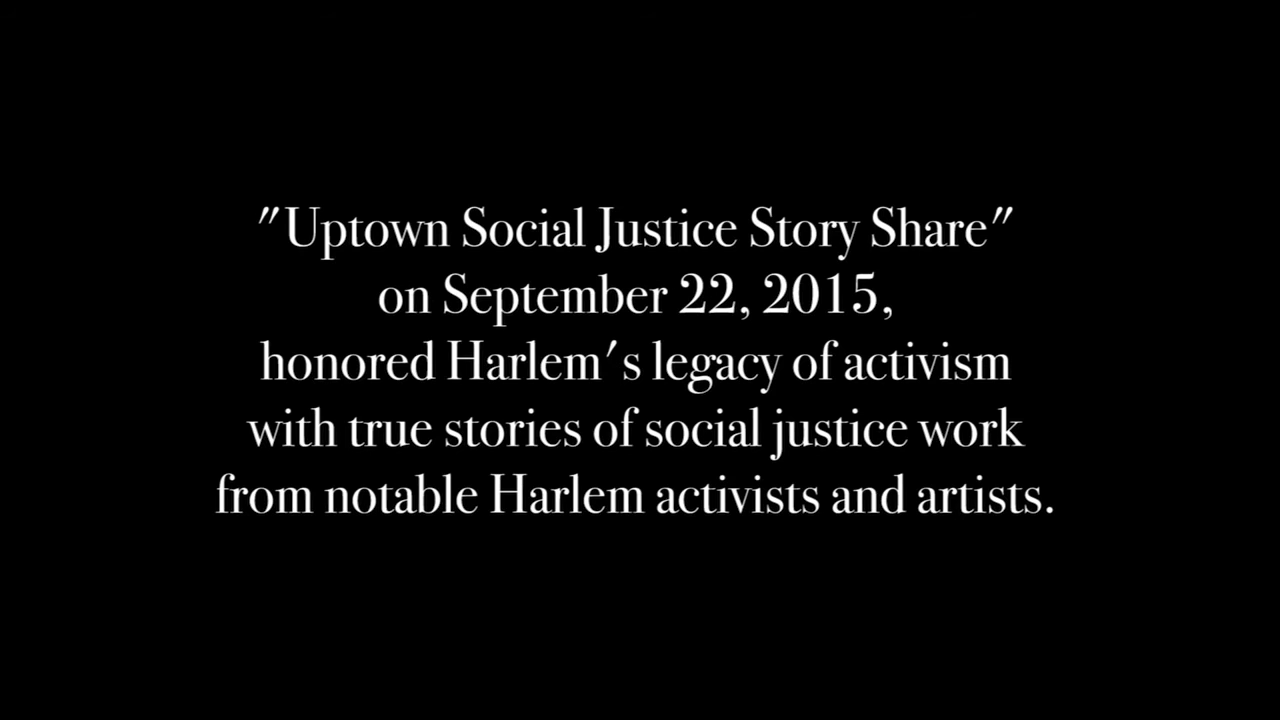 "Uptown Social Justice Story Share"
on September 22, 2015,
honored Harlem's legacy of activism
with true stories of social justice work
from notable Harlem activists and artists.